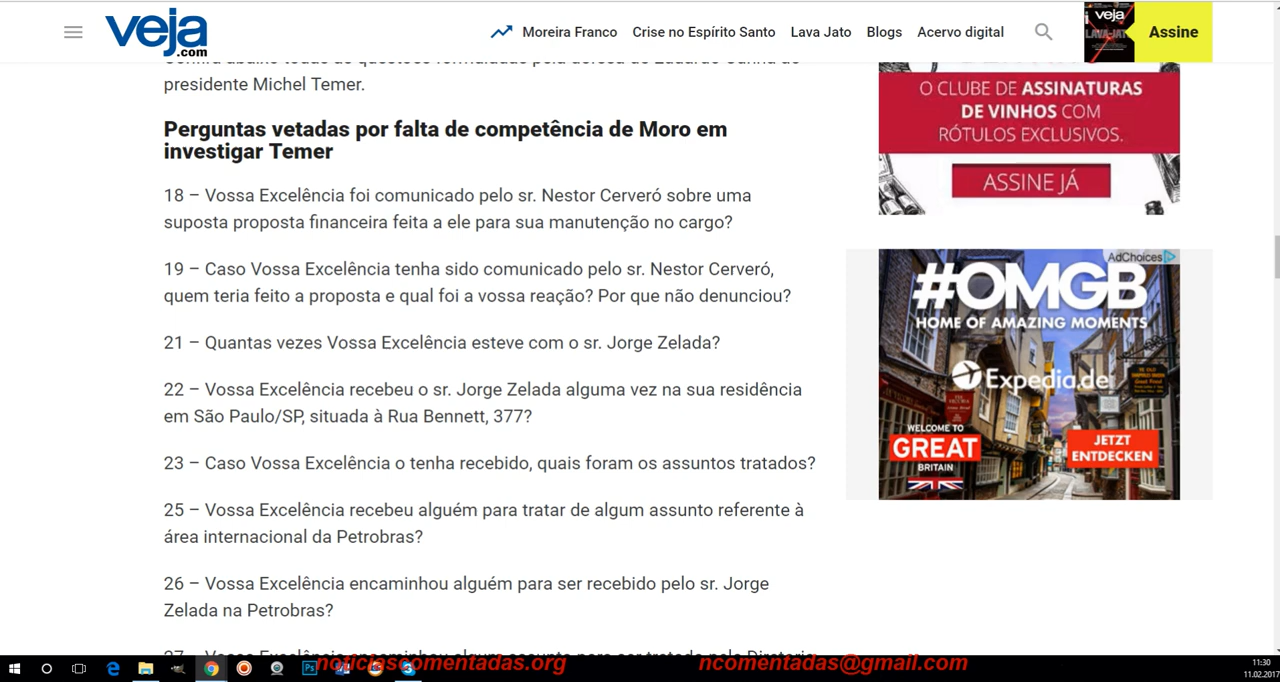 veja
.com
Moreira Franco
Crise no Espírito Santo
Lava Jato
Blogs
Acervo digital
veja
LAVA-JATO
Assine
presidente Michel Temer.
Perguntas vetadas por falta de competência de Moro em
investigar Temer
18 – Vossa Excelência foi comunicado pelo sr. Nestor Cerveró sobre uma
suposta proposta financeira feita a ele para sua manutenção no cargo?
19 – Caso Vossa Excelência tenha sido comunicado pelo sr. Nestor Cerveró,
quem teria feito a proposta e qual foi a vossa reação? Por que não denunciou?
21 – Quantas vezes Vossa Excelência esteve com o sr. Jorge Zelada?
22 – Vossa Excelência recebeu o sr. Jorge Zelada alguma vez na sua residência
em São Paulo/SP, situada à Rua Bennett, 377?
23 – Caso Vossa Excelência o tenha recebido, quais foram os assuntos tratados?
25 – Vossa Excelência recebeu alguém para tratar de algum assunto referente à
área internacional da Petrobras?
26 – Vossa Excelência encaminhou alguém para ser recebido pelo sr. Jorge
Zelada na Petrobras?
O CLUBE DE ASSINATURAS
DE VINHOS COM
RÓTULOS EXCLUSIVOS.
ASSINE JÁ
AdChoices
#OMGB
HOME OF AMAZING MOMENTS
Expedia.de
WELCOME TO
GREAT
BRITAIN
JETZT
ENTDECKEN
noticiascomentadas.org
ncomentadas@gmail.com
11:30
11.02.2017